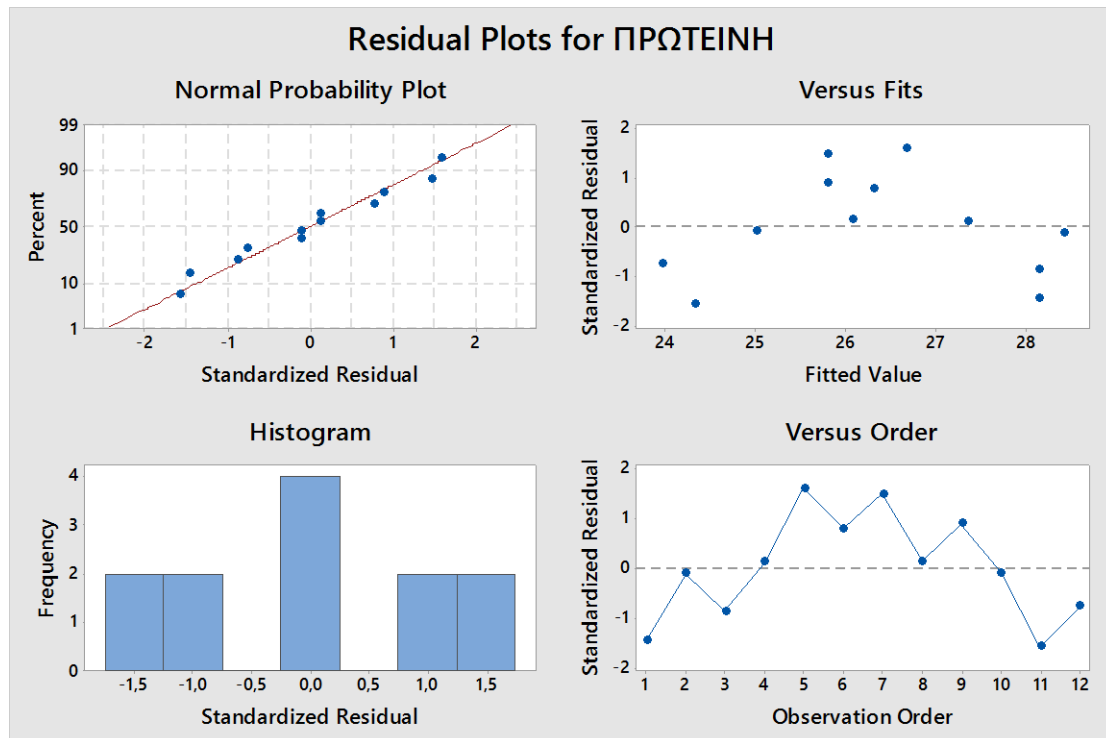 Residual Plots for ΠΡΩΤΕΙΝΗ
Normal Probability Plot
Percent
99
90
50
10
1
-2 -1 0 1 2
Standardized Residual
Versus Fits
Standardized Residual
2
1
0
-1
-2
24 25 26 27 28
Fitted Value
Histogram
Frequency
4
3
2
1
0
-1,5 -1,0 -0,5 0,0 0,5 1,0 1,5
Standardized Residual
Versus Order
Standardized Residual
2
1
0
-1
-2
1 2 3 4 5 6 7 8 9 10 11 12
Observation Order